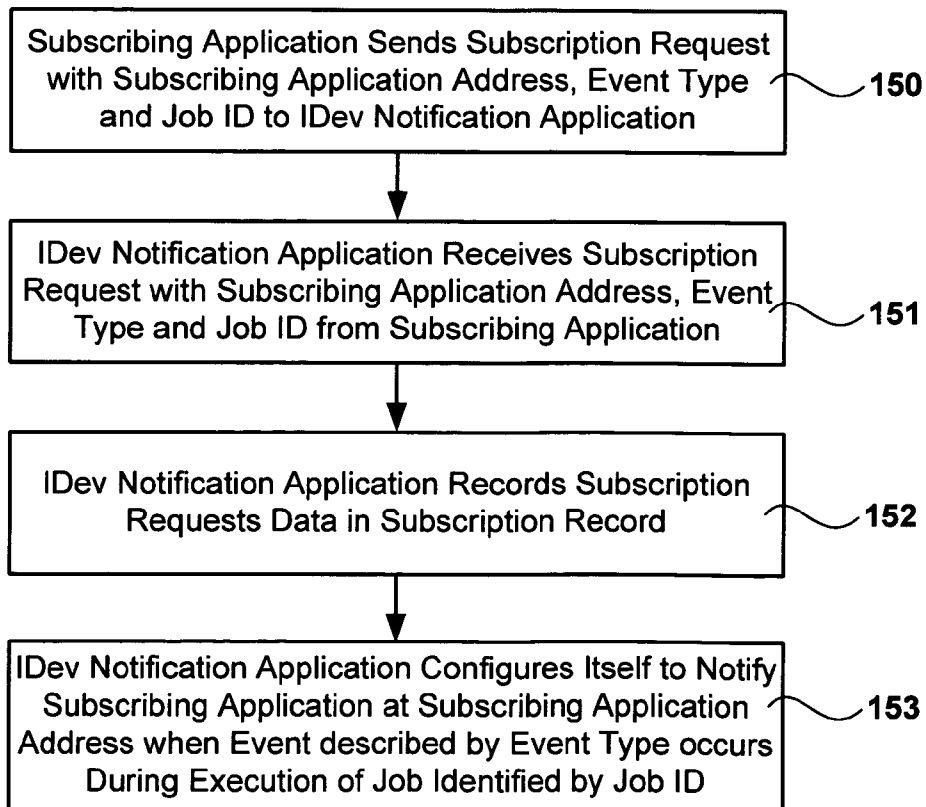 Subscribing Application Sends Subscription Request
with Subscribing Application Address, Event Type
and Job ID to IDev Notification Application
150
IDev Notification Application Receives Subscription
Request with Subscribing Application Address, Event
Type and Job ID from Subscribing Application
151
IDev Notification Application Records Subscription
Requests Data in Subscription Record
152
IDev Notification Application Configures Itself to Notify
Subscribing Application at Subscribing Application
Address when Event described by Event Type occurs
During Execution of Job Identified by Job ID
153